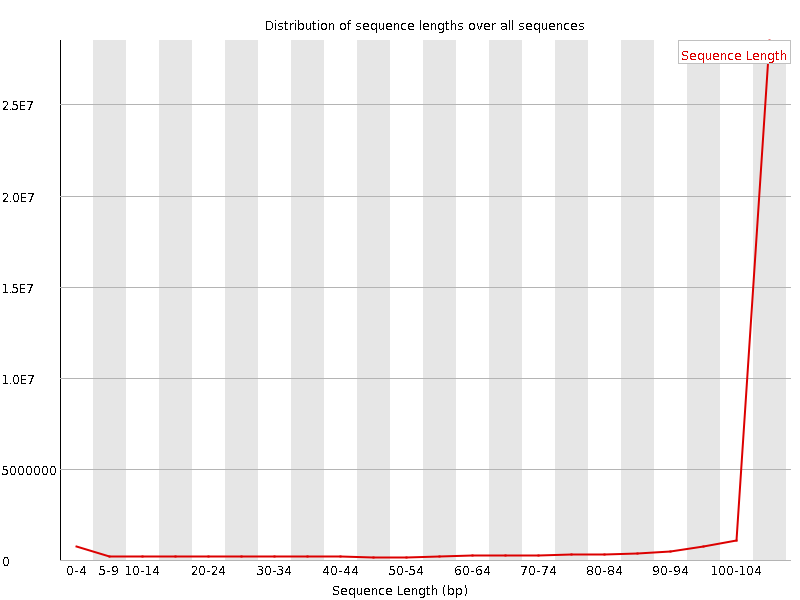 Distribution of sequence lengths over all sequences
Sequence Length
2.5E7
2.0E7
1.5E7
1.0E7
5000000
0
0-4 5-9 10-14 20-24 30-34 40-44 50-54 60-64 70-74 80-84 90-94 100-104
Sequence Length (bp)